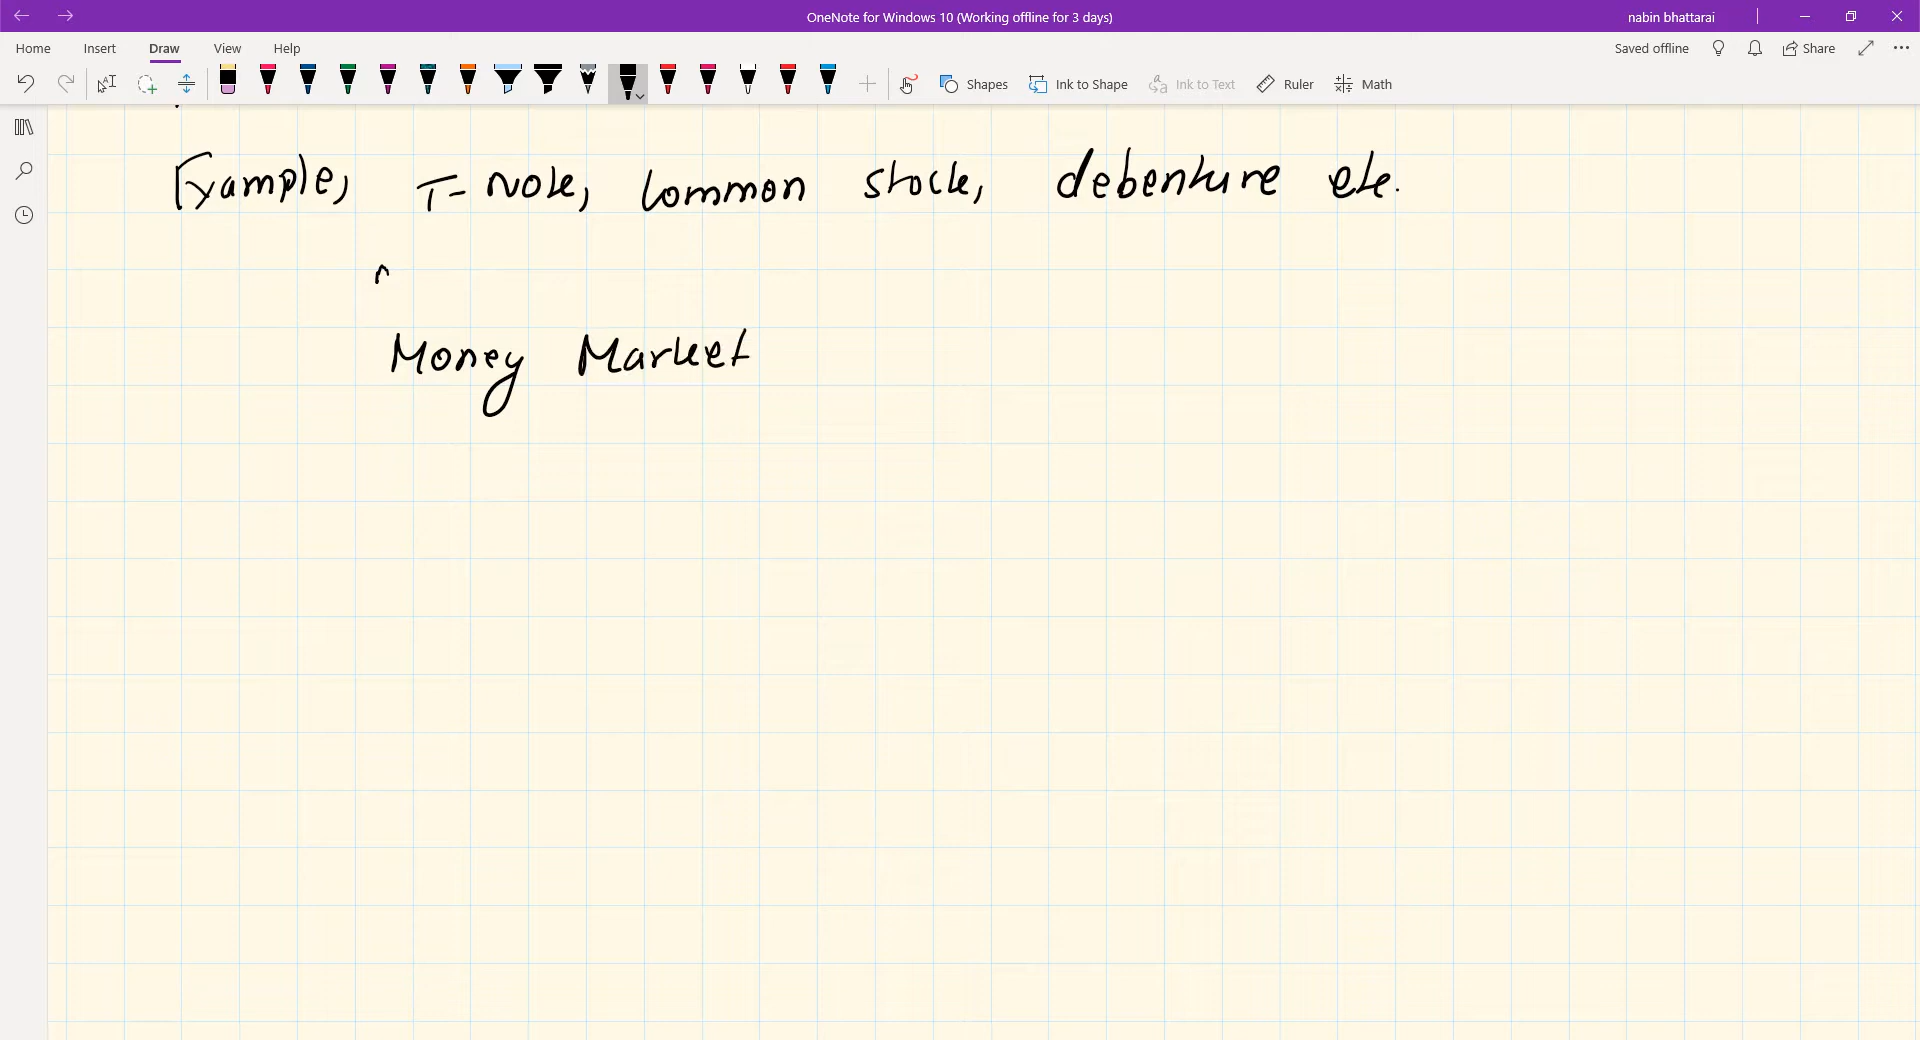 OneNote for Windows 10 (Working offline for 3 days)
nabin bhattarai
Home Insert Draw View Help
Saved offline Share
Shapes Ink to Shape Ink to Text Ruler Math
Example, T-Note, Common stock, debenture etc.
Money Market